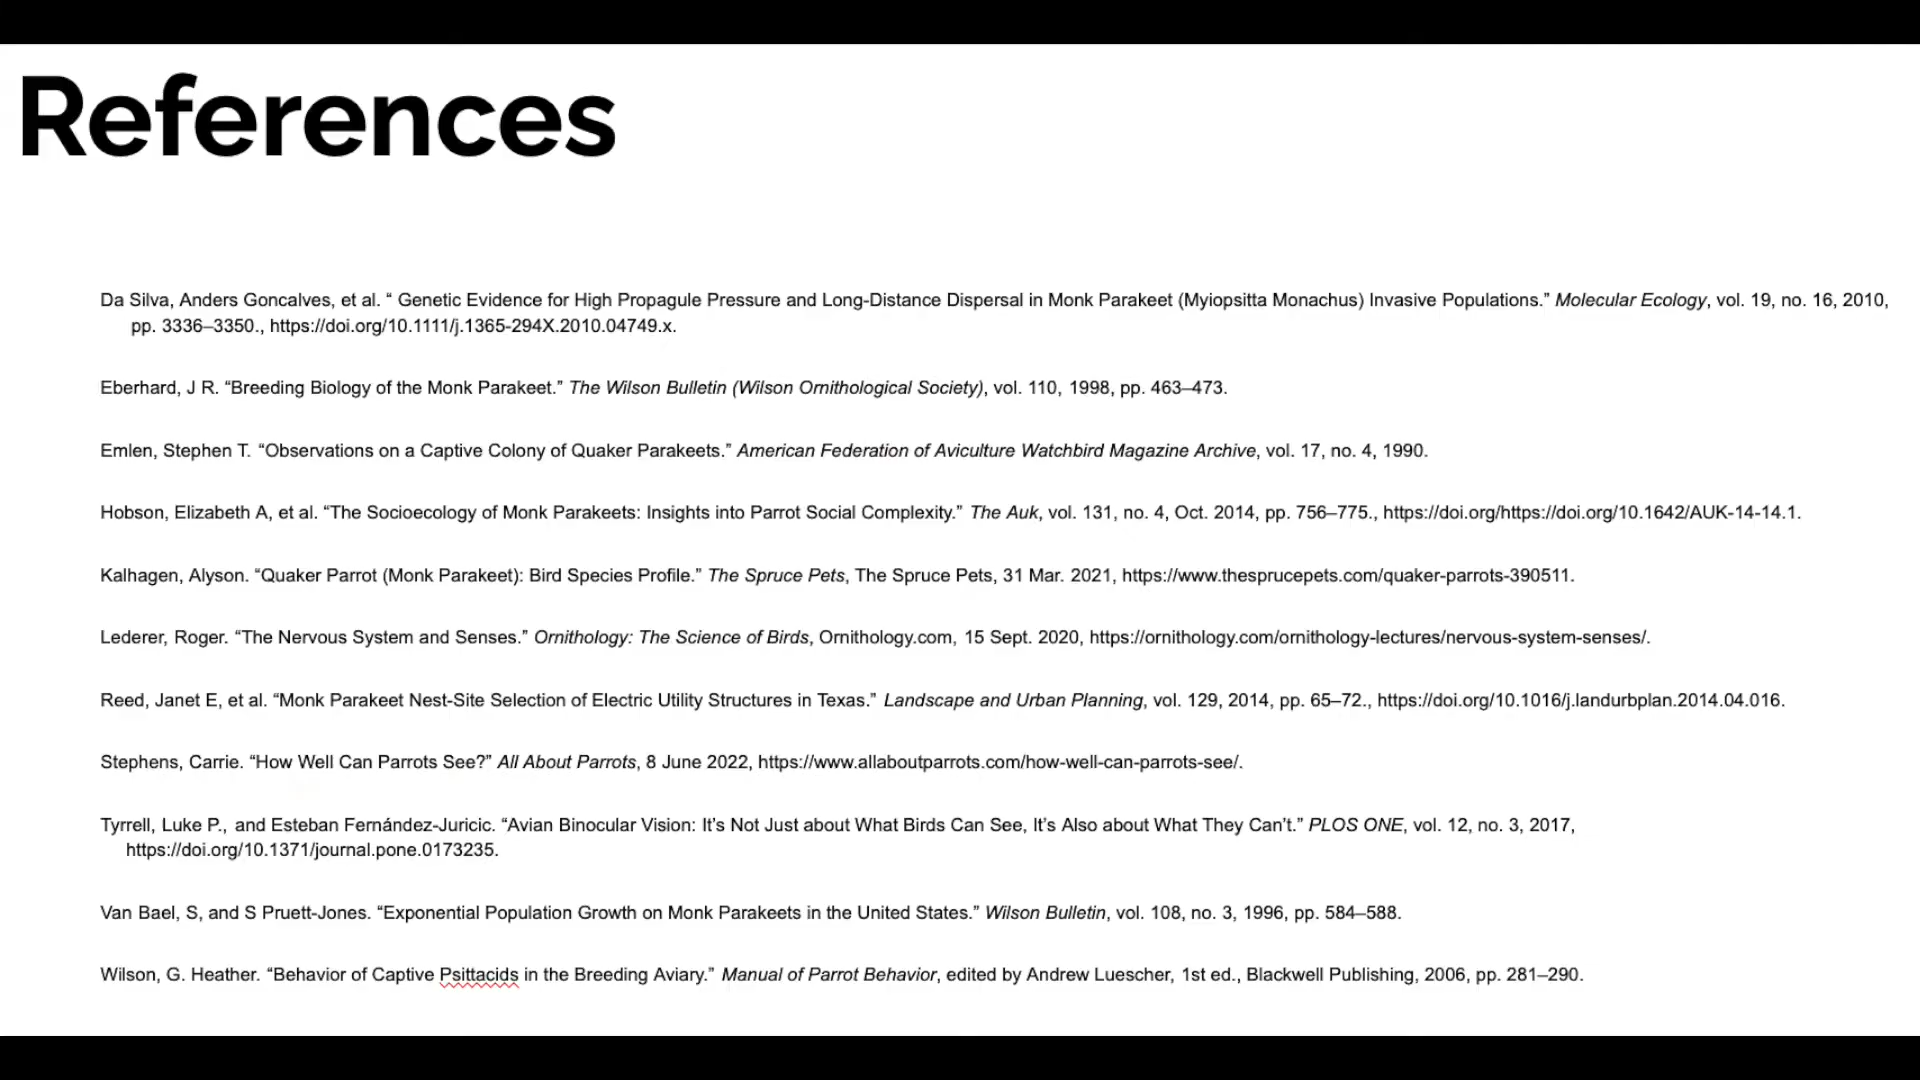 References
Da Silva, Anders Goncalves, et al. “ Genetic Evidence for High Propagule Pressure and Long-Distance Dispersal in Monk Parakeet (Myiopsitta Monachus) Invasive Populations.” Molecular Ecology, vol. 19, no. 16, 2010,
pp. 3336–3350., https://doi.org/10.1111/j.1365-294X.2010.04749.x.
Eberhard, J R. “Breeding Biology of the Monk Parakeet.” The Wilson Bulletin (Wilson Ornithological Society), vol. 110, 1998, pp. 463–473.
Emlen, Stephen T. “Observations on a Captive Colony of Quaker Parakeets.” American Federation of Aviculture Watchbird Magazine Archive, vol. 17, no. 4, 1990.
Hobson, Elizabeth A, et al. “The Socioecology of Monk Parakeets: Insights into Parrot Social Complexity.” The Auk, vol. 131, no. 4, Oct. 2014, pp. 756–775., https://doi.org/https://doi.org/10.1642/AUK-14-14.1.
Kalhagen, Alyson. “Quaker Parrot (Monk Parakeet): Bird Species Profile.” The Spruce Pets, The Spruce Pets, 31 Mar. 2021, https://www.thesprucepets.com/quaker-parrots-390511.
Lederer, Roger. “The Nervous System and Senses.” Ornithology: The Science of Birds, Ornithology.com, 15 Sept. 2020, https://ornithology.com/ornithology-lectures/nervous-system-senses/.
Reed, Janet E, et al. “Monk Parakeet Nest-Site Selection of Electric Utility Structures in Texas.” Landscape and Urban Planning, vol. 129, 2014, pp. 65–72., https://doi.org/10.1016/j.landurbplan.2014.04.016.
Stephens, Carrie. “How Well Can Parrots See?” All About Parrots, 8 June 2022, https://www.allaboutparrots.com/how-well-can-parrots-see/.
Tyrrell, Luke P., and Esteban Fernández-Juricic. “Avian Binocular Vision: It’s Not Just about What Birds Can See, It’s Also about What They Can’t.” PLOS ONE, vol. 12, no. 3, 2017,
https://doi.org/10.1371/journal.pone.0173235.
Van Bael, S, and S Pruett-Jones. “Exponential Population Growth on Monk Parakeets in the United States.” Wilson Bulletin, vol. 108, no. 3, 1996, pp. 584–588.
Wilson, G. Heather. “Behavior of Captive Psittacids in the Breeding Aviary.” Manual of Parrot Behavior, edited by Andrew Luescher, 1st ed., Blackwell Publishing, 2006, pp. 281–290.